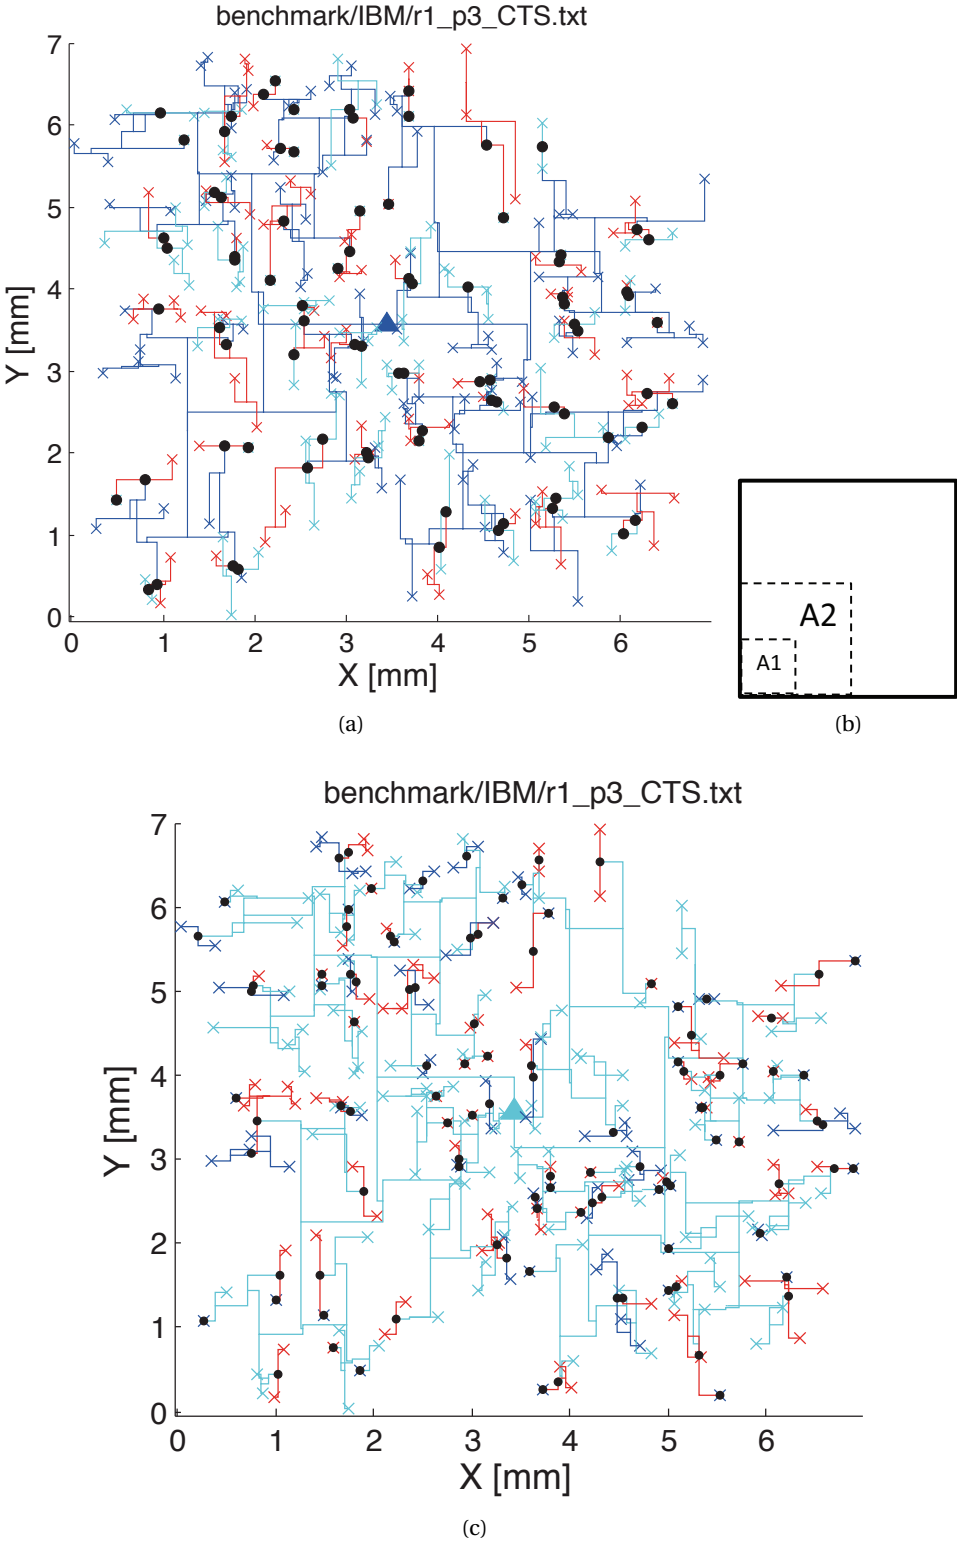 benchmark/IBM/r1_p3_CTS.txt
7
6
5
4
3
2
1
0
Y [mm]
0 1 2 3 4 5 6
X [mm]
(a)
A2
A1
(b)
benchmark/IBM/r1_p3_CTS.txt
7
6
5
4
3
2
1
0
Y [mm]
0 1 2 3 4 5 6
X [mm]
(c)